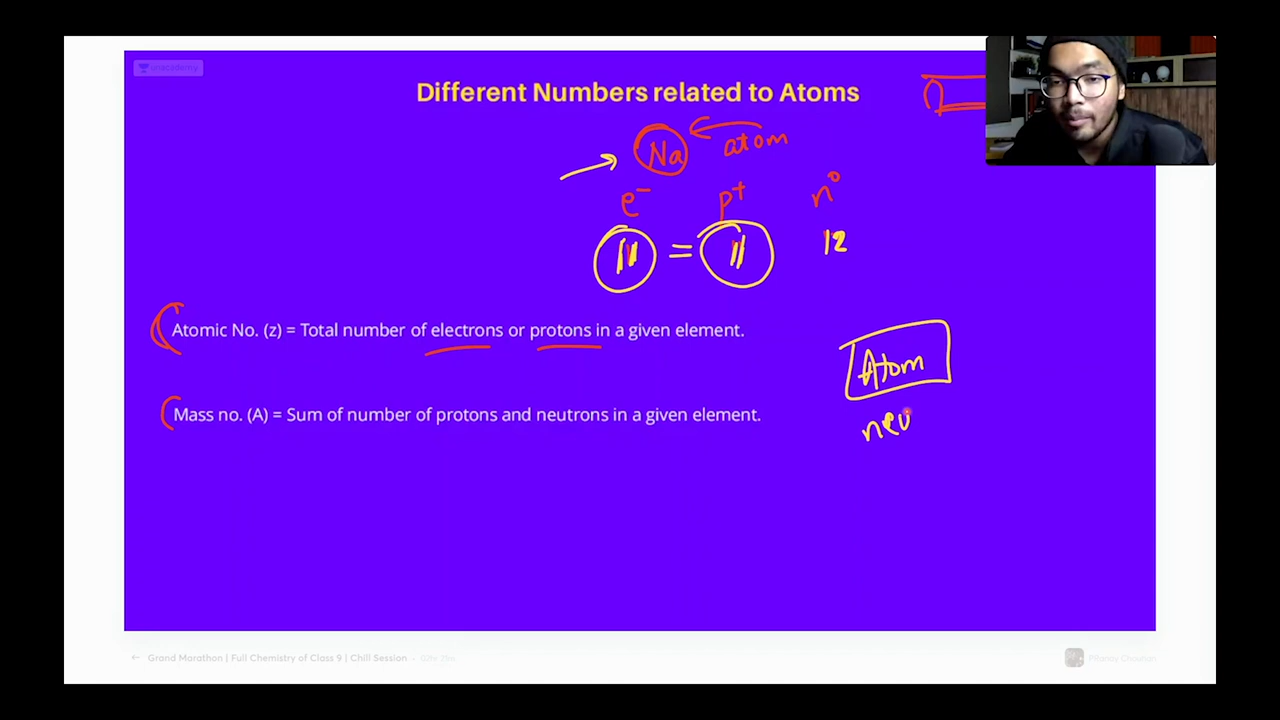 unacademy
Different Numbers related to Atoms
Na atom
e⁻ p⁺ n⁰
11 = 11 12
Atomic No. (z) = Total number of electrons or protons in a given element.
Atom
Mass no. (A) = Sum of number of protons and neutrons in a given element.
neu
← Grand Marathon | Full Chemistry of Class 9 | Chill Session •